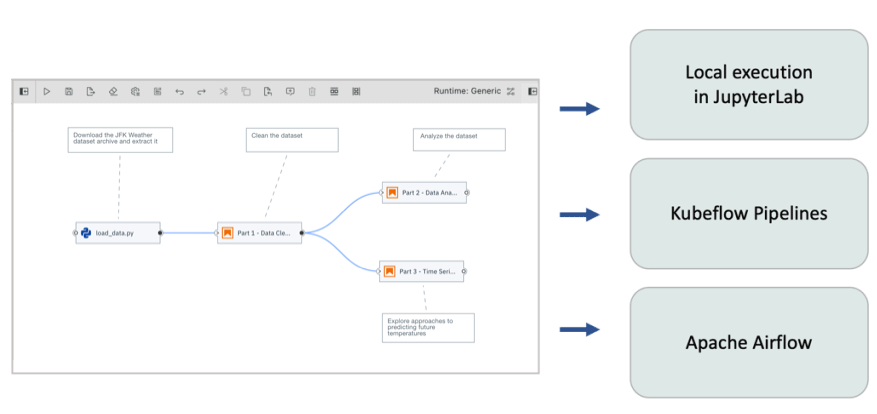 Runtime: Generic
Download the JFK Weather
dataset archive and extract it
Clean the dataset
Analyze the dataset
load_data.py
Part 1 - Data Cle...
Part 2 - Data Ana...
Part 3 - Time Seri...
Explore approaches to
predicting future
temperatures
Local execution
in JupyterLab
Kubeflow Pipelines
Apache Airflow